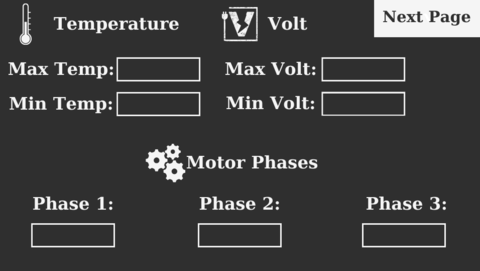 Temperature
Volt
Next Page
Max Temp:
Max Volt:
Min Temp:
Min Volt:
Motor Phases
Phase 1:
Phase 2:
Phase 3: